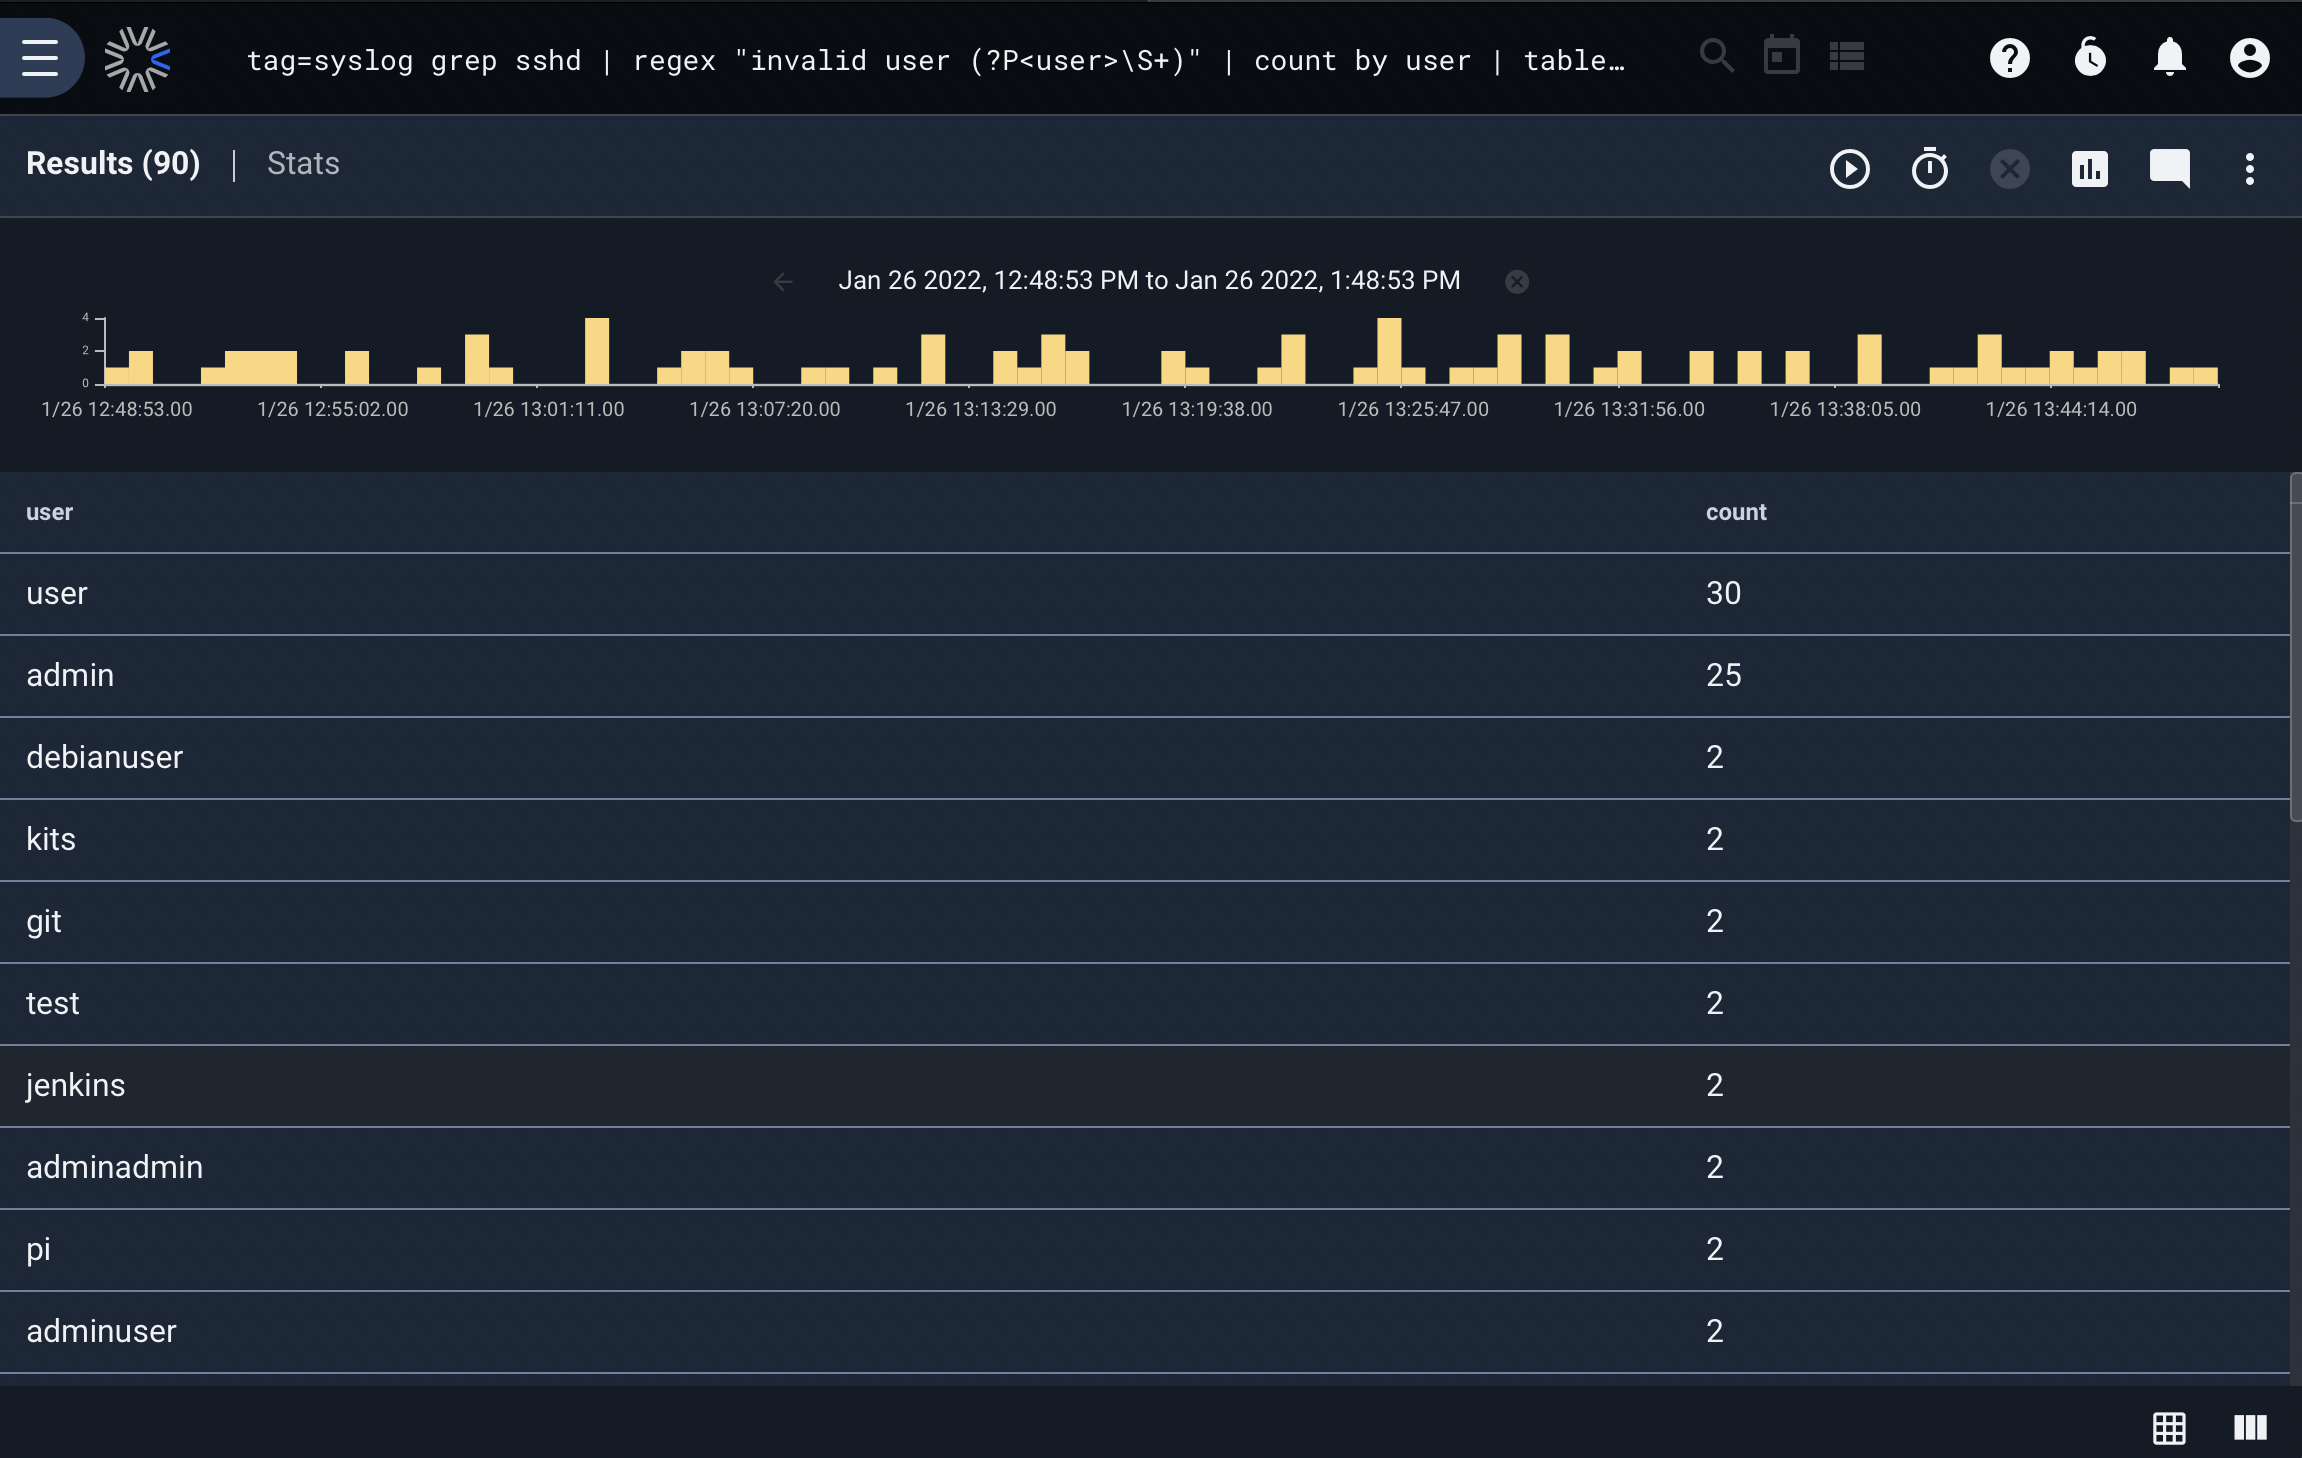 tag=syslog grep sshd | regex "invalid user (?P<user>\S+)" | count by user | table…
Results (90) | Stats
Jan 26 2022, 12:48:53 PM to Jan 26 2022, 1:48:53 PM
4
2
0
1/26 12:48:53.00 1/26 12:55:02.00 1/26 13:01:11.00 1/26 13:07:20.00 1/26 13:13:29.00 1/26 13:19:38.00 1/26 13:25:47.00 1/26 13:31:56.00 1/26 13:38:05.00 1/26 13:44:14.00
user count
user 30
admin 25
debianuser 2
kits 2
git 2
test 2
jenkins 2
adminadmin 2
pi 2
adminuser 2